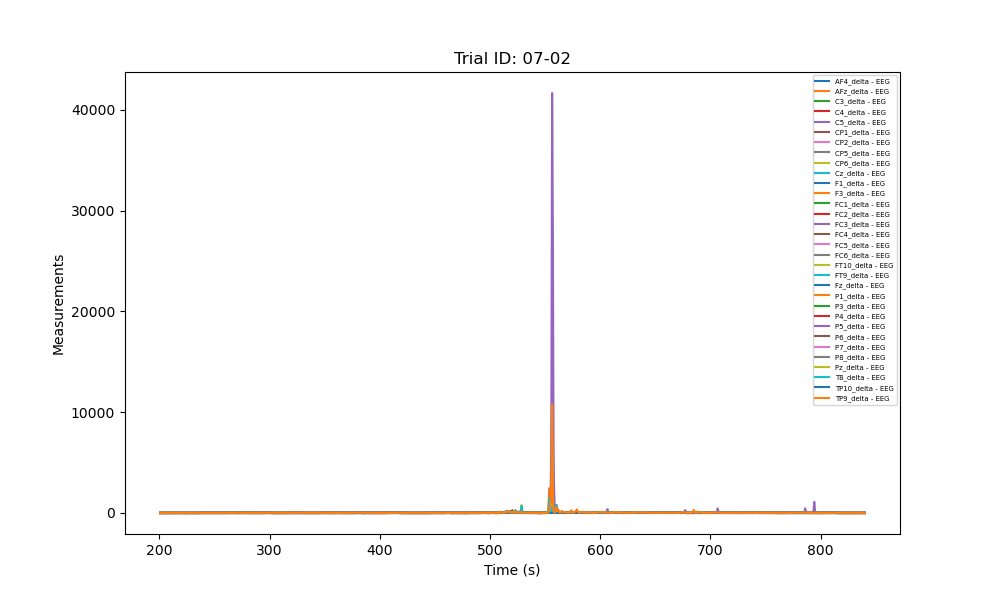 Trial ID: 07-02
40000
30000
20000
10000
0
Measurements
200 300 400 500 600 700 800
Time (s)
AF4_delta - EEG
AFz_delta - EEG
C3_delta - EEG
C4_delta - EEG
C5_delta - EEG
CP1_delta - EEG
CP2_delta - EEG
CP5_delta - EEG
CP6_delta - EEG
Cz_delta - EEG
F1_delta - EEG
F3_delta - EEG
FC1_delta - EEG
FC2_delta - EEG
FC3_delta - EEG
FC4_delta - EEG
FC5_delta - EEG
FC6_delta - EEG
FT10_delta - EEG
FT9_delta - EEG
Fz_delta - EEG
P1_delta - EEG
P3_delta - EEG
P4_delta - EEG
P5_delta - EEG
P6_delta - EEG
P7_delta - EEG
P8_delta - EEG
Pz_delta - EEG
T8_delta - EEG
TP10_delta - EEG
TP9_delta - EEG